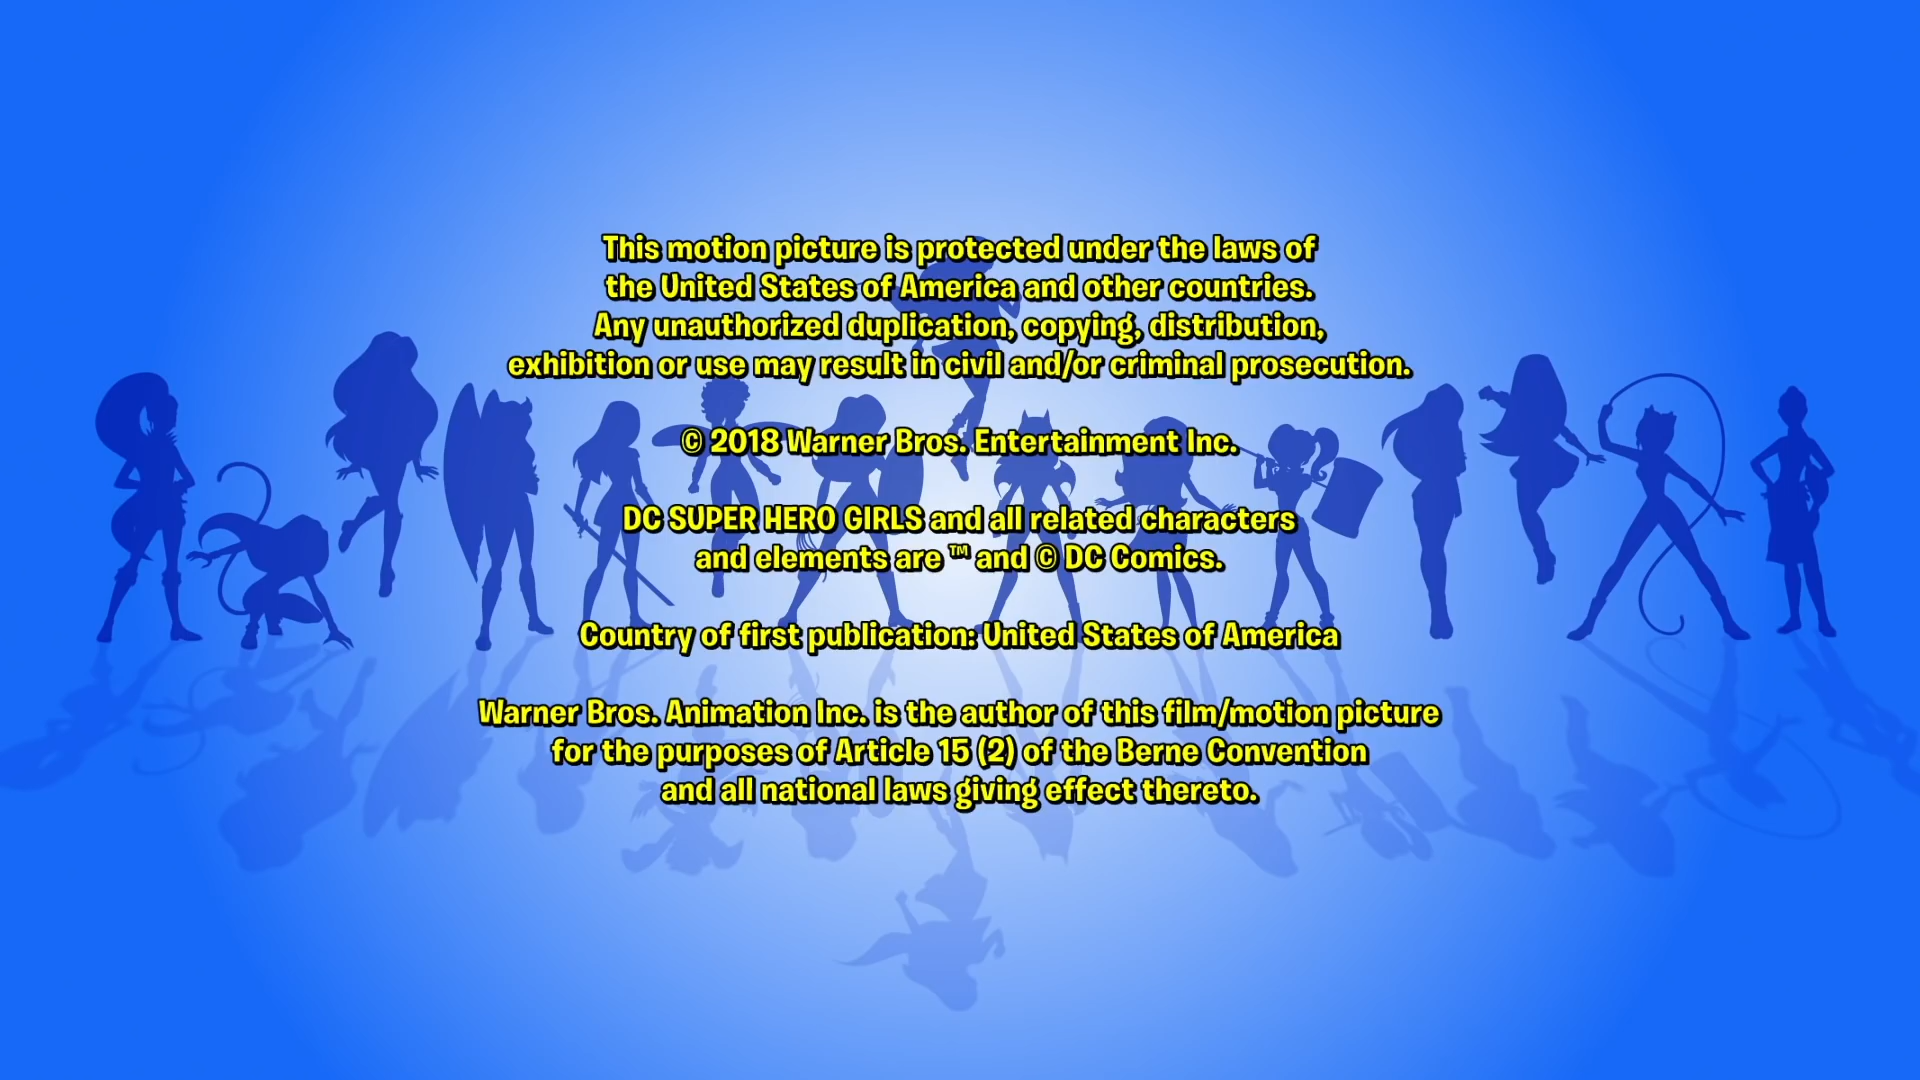 This motion picture is protected under the laws of
the United States of America and other countries.
Any unauthorized duplication, copying, distribution,
exhibition or use may result in civil and/or criminal prosecution.
© 2018 Warner Bros. Entertainment Inc.
DC SUPER HERO GIRLS and all related characters
and elements are ™ and © DC Comics.
Country of first publication: United States of America
Warner Bros. Animation Inc. is the author of this film/motion picture
for the purposes of Article 15 (2) of the Berne Convention
and all national laws giving effect thereto.